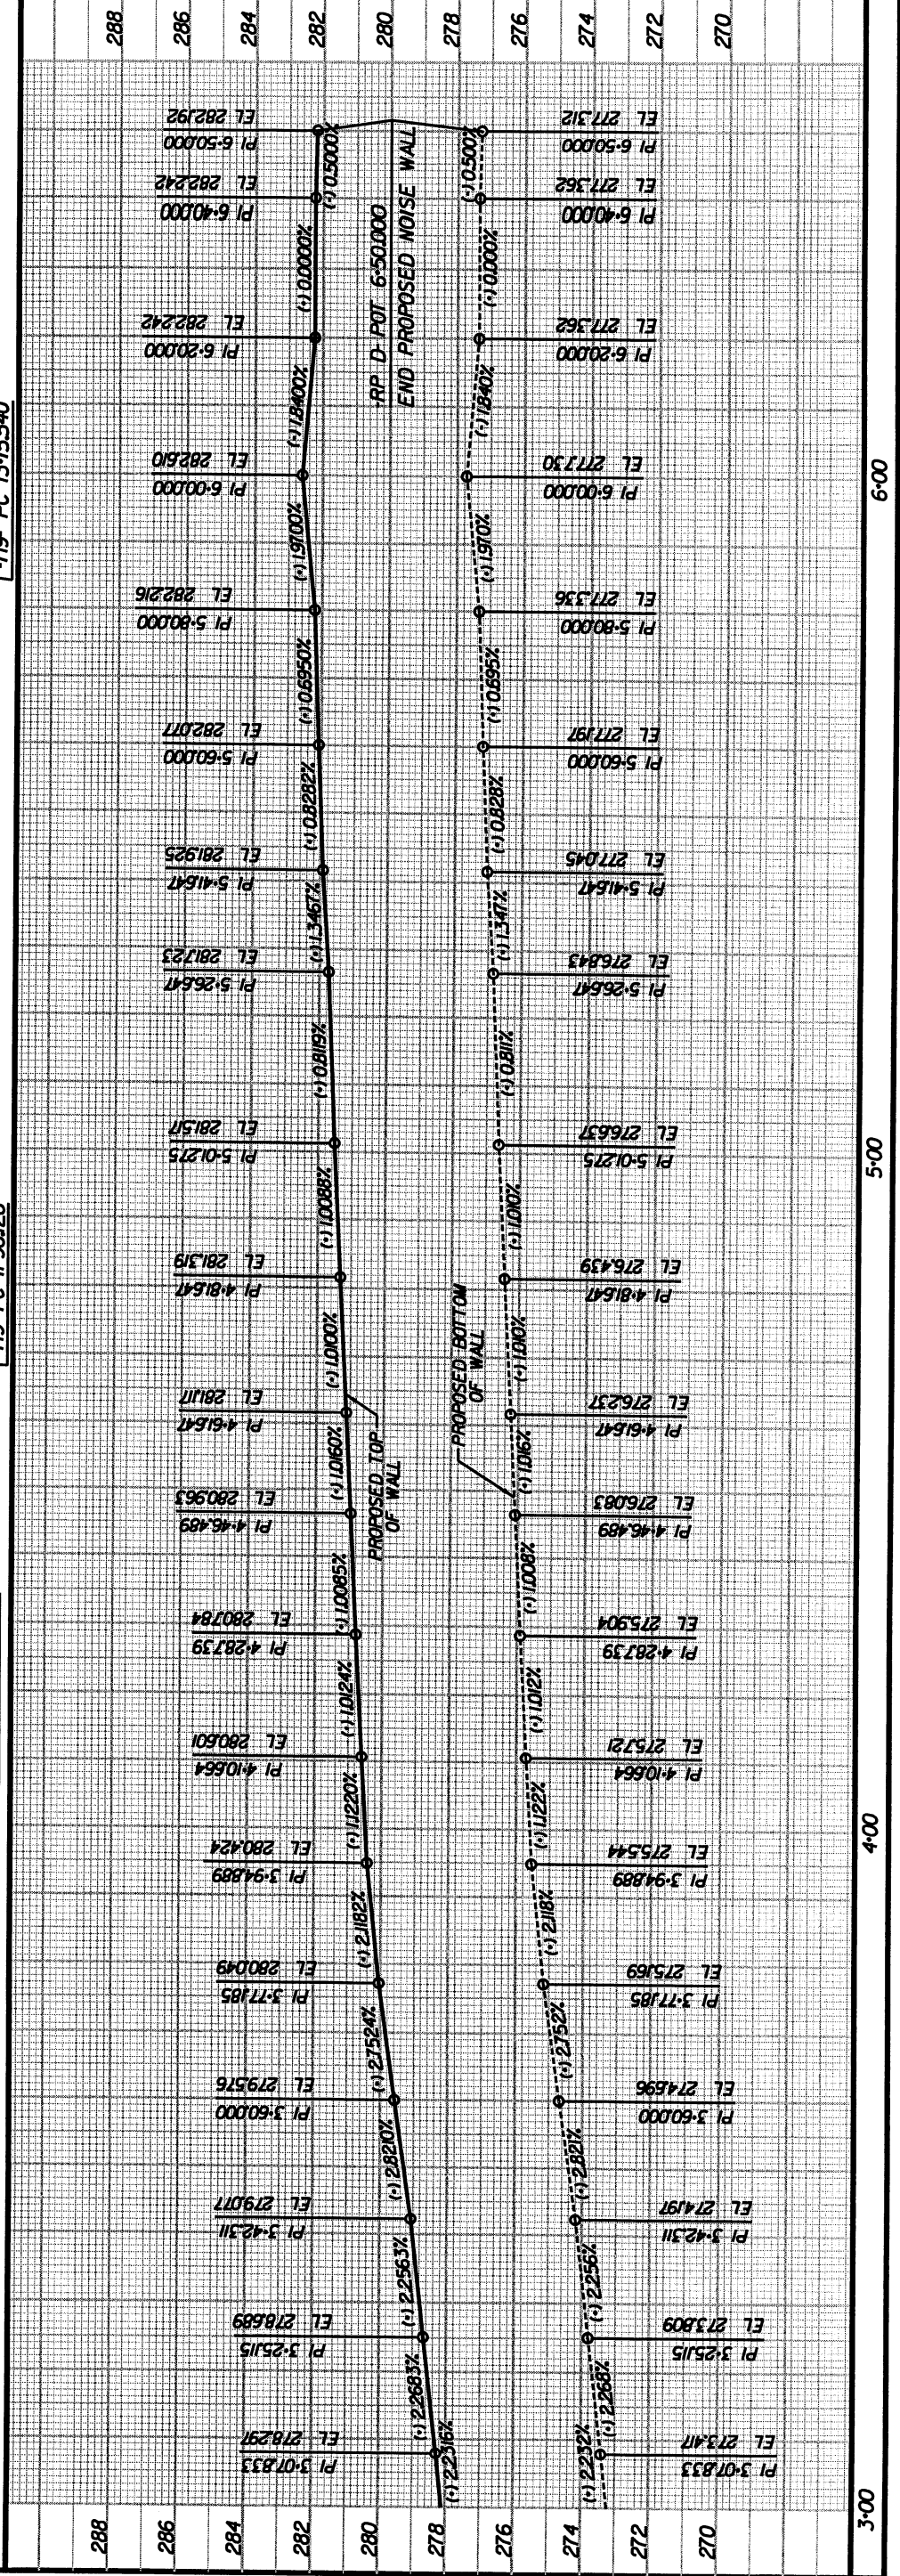 288
286
284
282
280
278
276
274
272
270
PI 3+07.833
EL 278.297
PI 3+25.115
EL 278.689
PI 3+42.311
EL 279.077
PI 3+60.000
EL 279.576
PI 3+77.185
EL 280.049
PI 3+94.889
EL 280.424
PI 4+10.664
EL 280.601
PI 4+28.739
EL 280.784
PI 4+46.489
EL 280.963
PI 4+61.647
EL 281.117
PI 4+81.647
EL 281.319
PI 5+01.275
EL 281.517
PI 5+26.647
EL 281.723
PI 5+41.647
EL 281.925
PI 5+60.000
EL 282.077
PI 5+80.000
EL 282.216
PI 6+00.000
EL 282.610
PI 6+20.000
EL 282.242
PI 6+40.000
EL 282.242
PI 6+50.000
EL 282.192
(+) 2.2316%
(+) 2.2683%
(+) 2.2563%
(+) 2.8210%
(+) 2.7524%
(+) 2.1182%
(+) 1.1220%
(+) 1.0124%
(+) 1.0085%
(+) 1.0160%
(+) 1.0100%
(+) 1.0088%
(+) 0.8119%
(+) 1.3467%
(+) 0.8282%
(+) 0.6950%
(+) 1.9700%
(-) 1.8400%
(+) 0.0000%
(-) 0.5000%
PROPOSED TOP
OF WALL
PROPOSED BOTTOM
OF WALL
-RP D- POT 6+50.000
END PROPOSED NOISE WALL
(+) 2.232%
(+) 2.268%
(+) 2.256%
(+) 2.821%
(+) 2.752%
(+) 2.118%
(+) 1.122%
(+) 1.012%
(+) 1.008%
(+) 1.016%
(+) 1.010%
(+) 1.010%
(+) 0.811%
(+) 1.347%
(+) 0.828%
(+) 0.695%
(+) 1.970%
(-) 1.840%
(+) 0.000%
(-) 0.500%
PI 3+07.833
EL 273.417
PI 3+25.115
EL 273.809
PI 3+42.311
EL 274.197
PI 3+60.000
EL 274.696
PI 3+77.185
EL 275.169
PI 3+94.889
EL 275.544
PI 4+10.664
EL 275.721
PI 4+28.739
EL 275.904
PI 4+46.489
EL 276.083
PI 4+61.647
EL 276.237
PI 4+81.647
EL 276.439
PI 5+01.275
EL 276.637
PI 5+26.647
EL 276.843
PI 5+41.647
EL 277.045
PI 5+60.000
EL 277.197
PI 5+80.000
EL 277.336
PI 6+00.000
EL 277.730
PI 6+20.000
EL 277.362
PI 6+40.000
EL 277.362
PI 6+50.000
EL 277.312
288
286
284
282
280
278
276
274
272
270
3+00
4+00
5+00
6+00